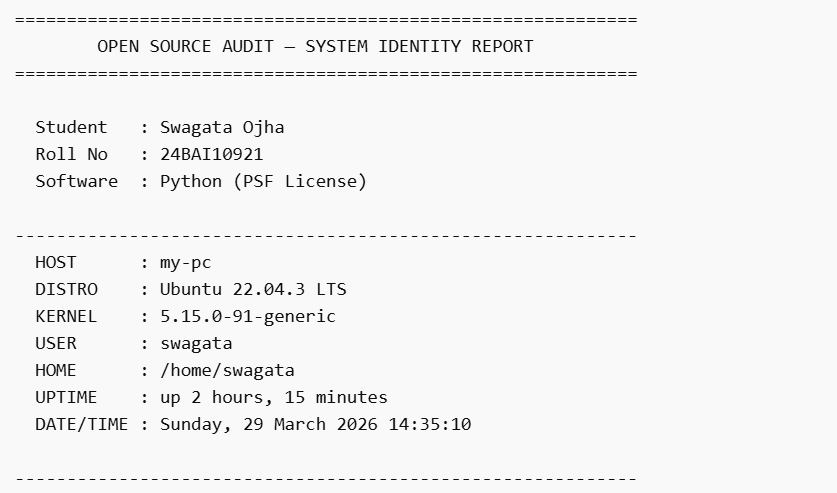 ============================================================
OPEN SOURCE AUDIT — SYSTEM IDENTITY REPORT
============================================================
Student   : Swagata Ojha
Roll No   : 24BAI10921
Software  : Python (PSF License)
------------------------------------------------------------
HOST      : my-pc
DISTRO    : Ubuntu 22.04.3 LTS
KERNEL    : 5.15.0-91-generic
USER      : swagata
HOME      : /home/swagata
UPTIME    : up 2 hours, 15 minutes
DATE/TIME : Sunday, 29 March 2026 14:35:10
------------------------------------------------------------